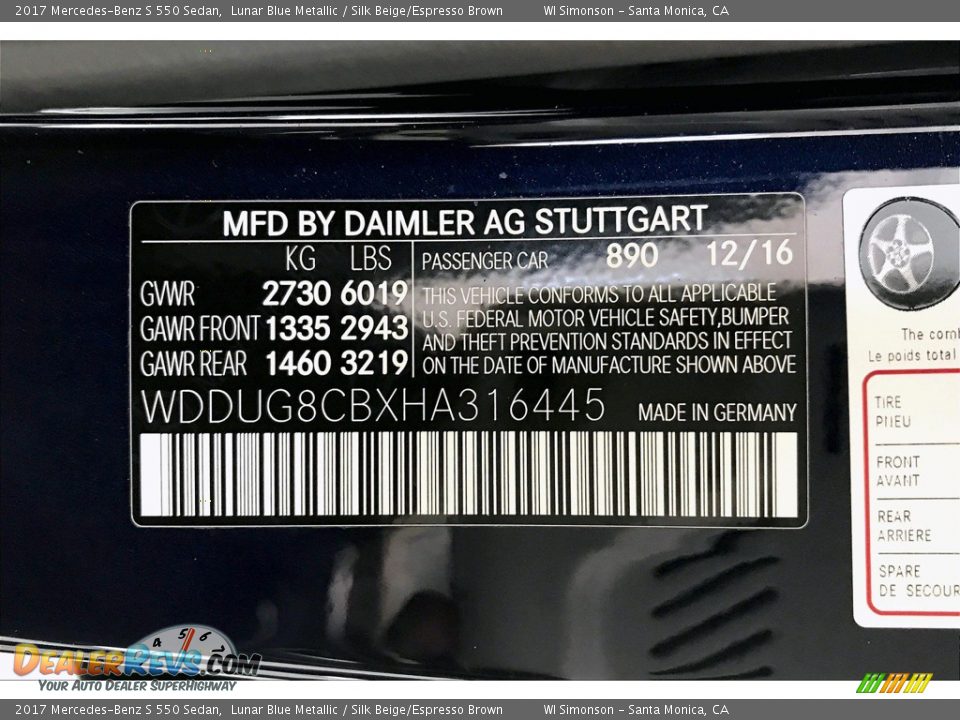 2017 Mercedes-Benz S 550 Sedan, Lunar Blue Metallic / Silk Beige/Espresso Brown WI Simonson - Santa Monica, CA
MFD BY DAIMLER AG STUTTGART
KG LBS PASSENGER CAR 890 12/16
GVWR 2730 6019
GAWR FRONT 1335 2943
GAWR REAR 1460 3219
THIS VEHICLE CONFORMS TO ALL APPLICABLE
U.S. FEDERAL MOTOR VEHICLE SAFETY,BUMPER
AND THEFT PREVENTION STANDARDS IN EFFECT
ON THE DATE OF MANUFACTURE SHOWN ABOVE
WDDUG8CBXHA316445 MADE IN GERMANY
The
Le poids total
TIRE
PNEU
FRONT
AVANT
REAR
ARRIERE
SPARE
DE
4 5 6
DEALERREVS.COM
YOUR AUTO DEALER SUPERHIGHWAY
2017 Mercedes-Benz S 550 Sedan, Lunar Blue Metallic / Silk Beige/Espresso Brown WI Simonson - Santa Monica, CA